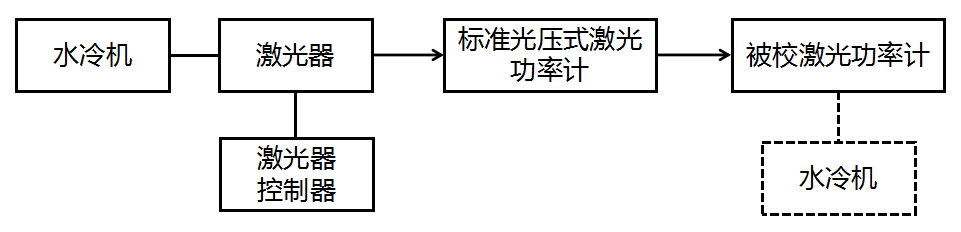 水冷机
激光器
标准光压式激光
功率计
被校激光功率计
激光器
控制器
水冷机